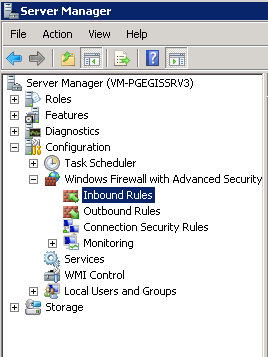 Server Manager
File Action View Help
Server Manager (VM-PGEGISSRV3)
Roles
Features
Diagnostics
Configuration
Task Scheduler
Windows Firewall with Advanced Security
Inbound Rules
Outbound Rules
Connection Security Rules
Monitoring
Services
WMI Control
Local Users and Groups
Storage